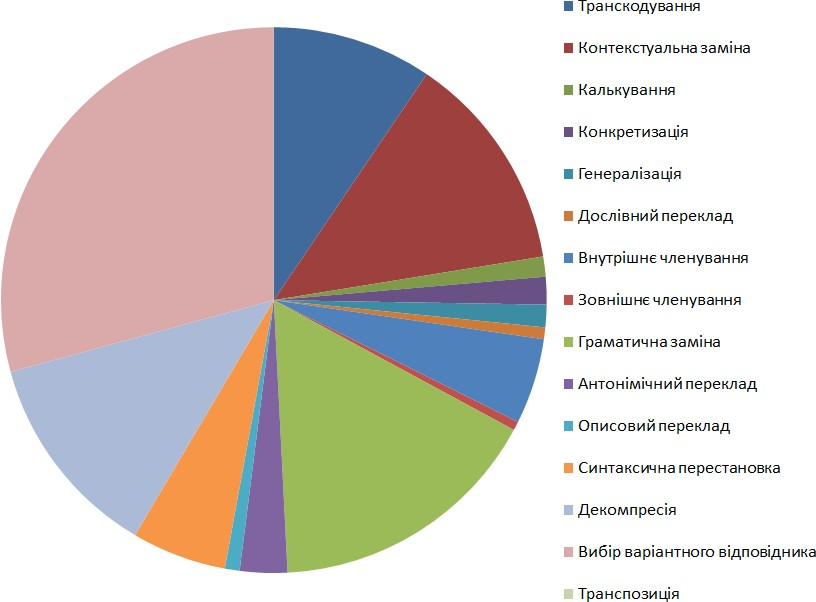 Транскодування
Контекстуальна заміна
Калькування
Конкретизація
Генералізація
Дослівний переклад
Внутрішнє членування
Зовнішнє членування
Граматична заміна
Антонімічний переклад
Описовий переклад
Синтаксична перестановка
Декомпресія
Вибір варіантного відповідника
Транспозиція